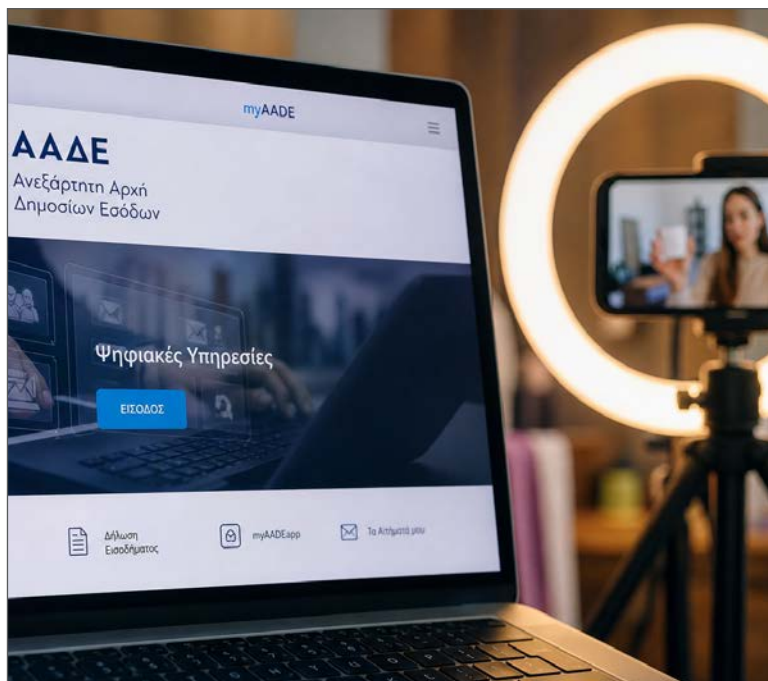 myAADE
ΑΑΔΕ
Ανεξάρτητη Αρχή
Δημοσίων Εσόδων
Ψηφιακές Υπηρεσίες
ΕΙΣΟΔΟΣ
Δήλωση
Εισοδήματος
myAADEapp
Τα Αιτήματά μου